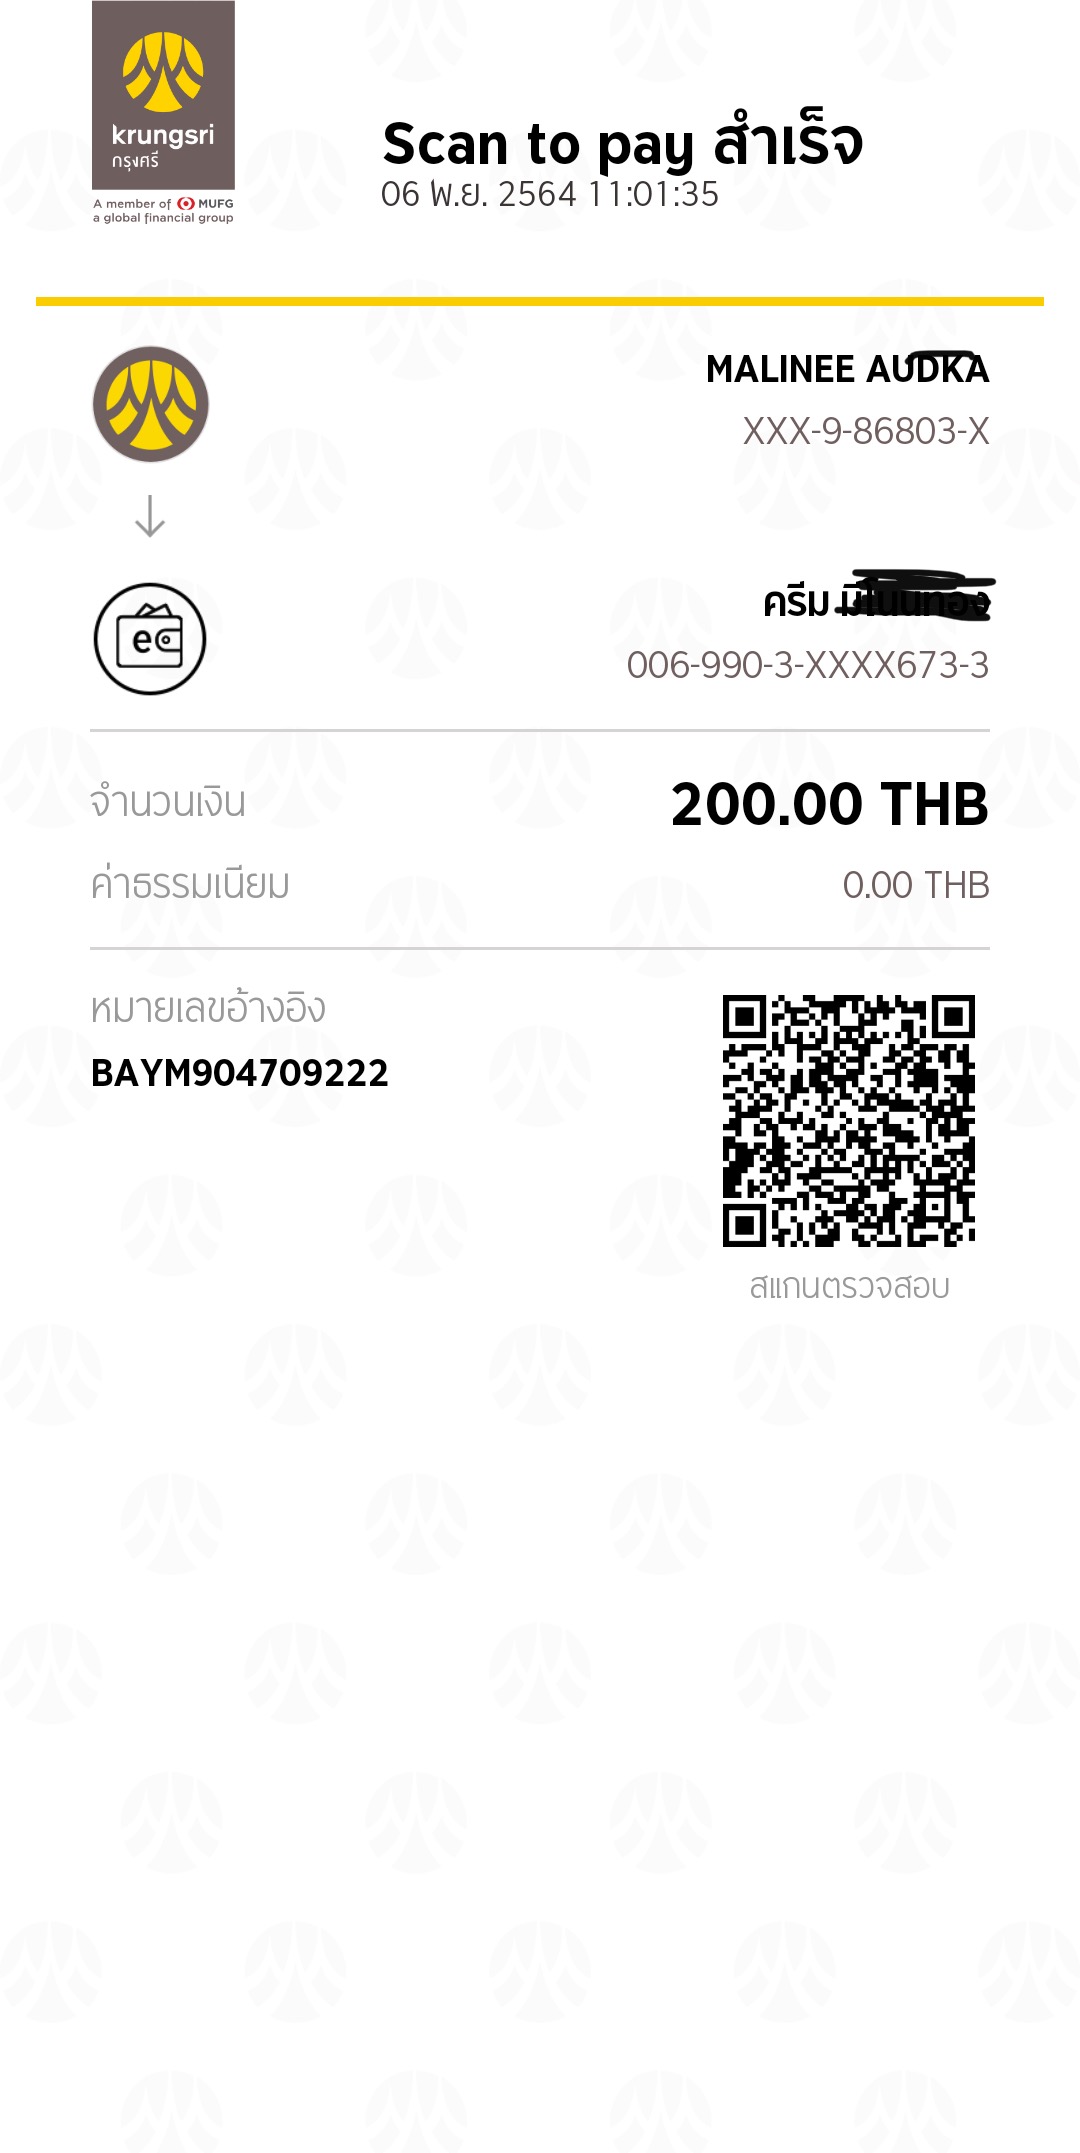 krungsri
กรุงศรี
A member of MUFG
a global financial group
Scan to pay สำเร็จ
06 พ.ย. 2564 11:01:35
MALINEE AUDKA
XXX-9-86803-X
ครีม
006-990-3-XXXX673-3
จำนวนเงิน
200.00 THB
ค่าธรรมเนียม
0.00 THB
หมายเลขอ้างอิง
BAYM904709222
สแกนตรวจสอบ